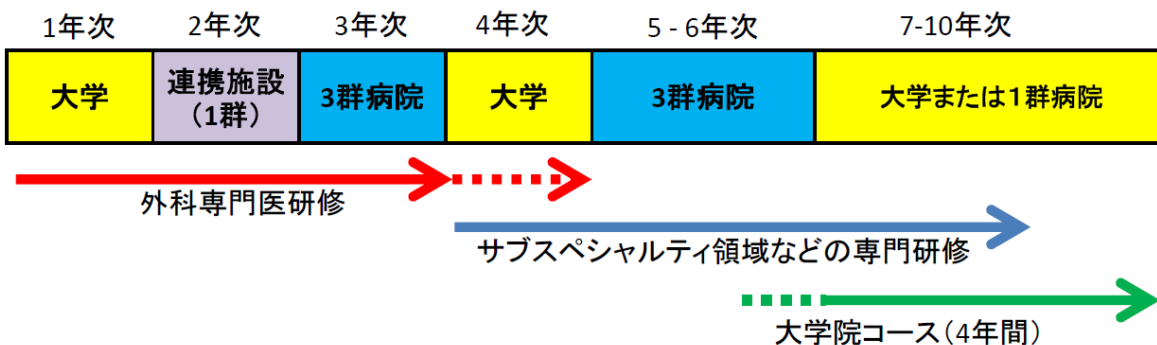 1年次 2年次 3年次 4年次 5 - 6年次 7-10年次
大学 連携施設（1群） 3群病院 大学 3群病院 大学または1群病院
外科専門医研修
サブスペシャルティ領域などの専門研修
大学院コース（4年間）